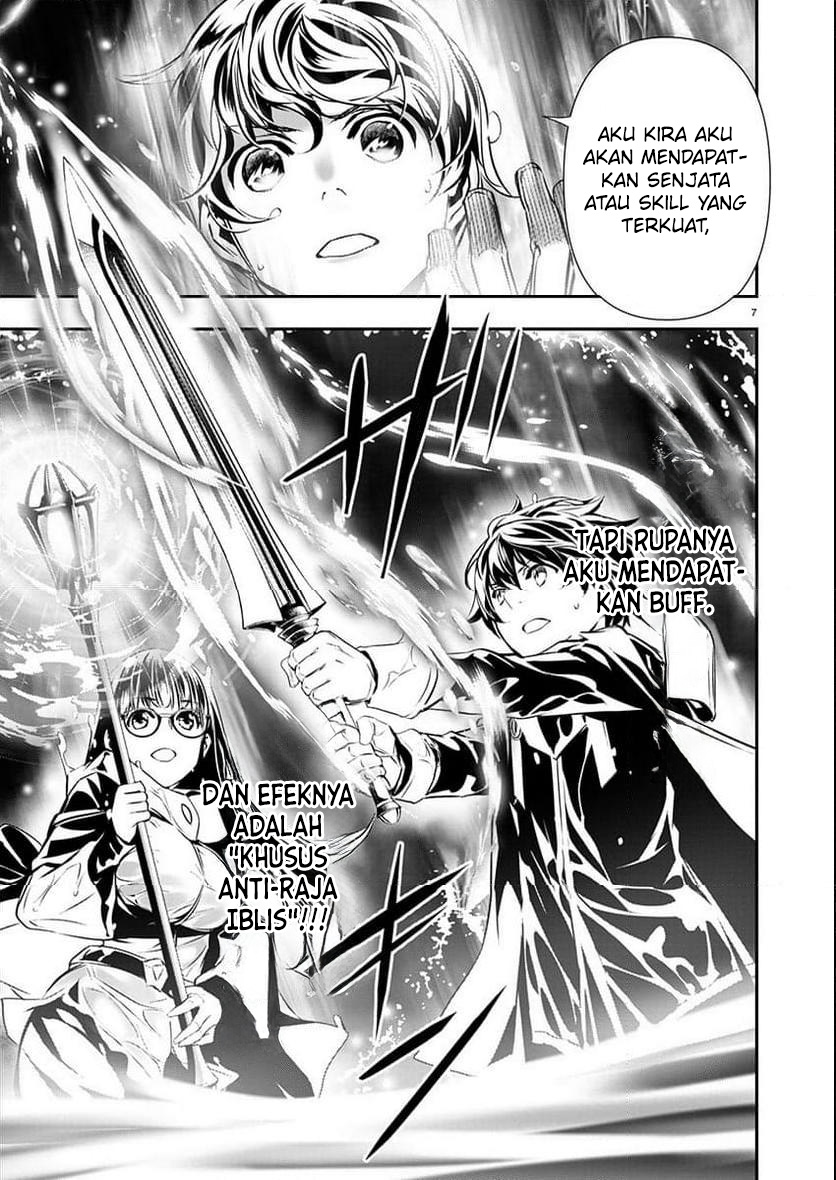 AKU KIRA AKU
AKAN MENDAPAT-
KAN SENJATA
ATAU SKILL YANG
TERKUAT,
7
TAPI RUPANYA
AKU MENDAPAT-
KAN BUFF.
DAN EFEKNYA
ADALAH
"KHUSUS
ANTI-RAJA
IBLIS"!!!